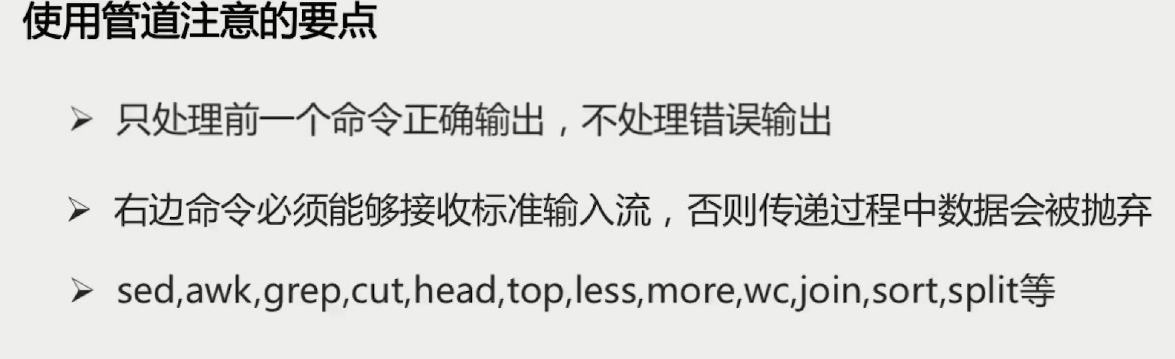 使用管道注意的要点
➢ 只处理前一个命令正确输出，不处理错误输出
➢ 右边命令必须能够接收标准输入流，否则传递过程中数据会被抛弃
➢ sed,awk,grep,cut,head,top,less,more,wc,join,sort,split等